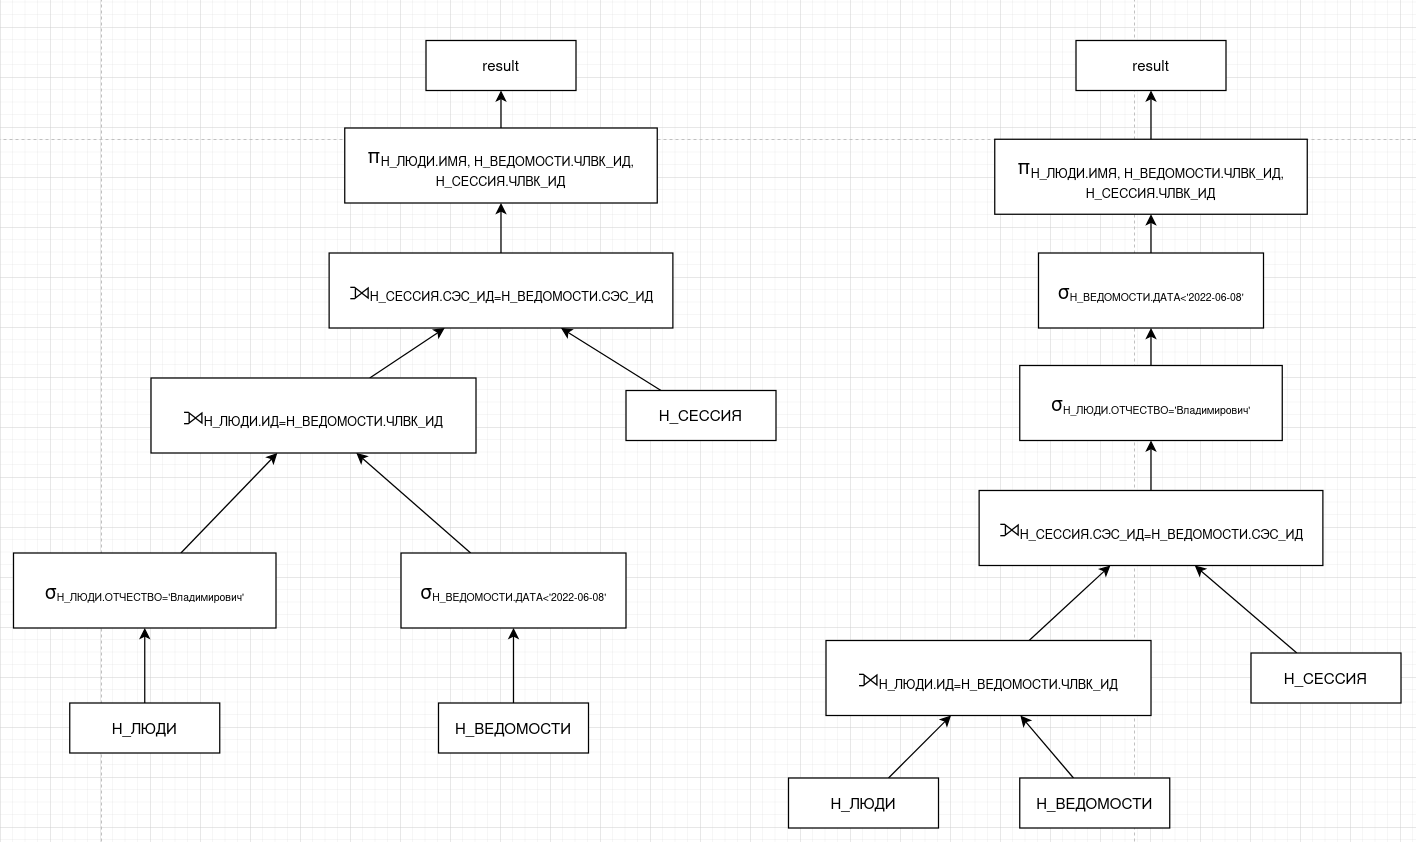 result
πН_ЛЮДИ.ИМЯ, Н_ВЕДОМОСТИ.ЧЛВК_ИД,
Н_СЕССИЯ.ЧЛВК_ИД
⟕Н_СЕССИЯ.СЭС_ИД=Н_ВЕДОМОСТИ.СЭС_ИД
⟕Н_ЛЮДИ.ИД=Н_ВЕДОМОСТИ.ЧЛВК_ИД
Н_СЕССИЯ
σН_ЛЮДИ.ОТЧЕСТВО='Владимирович'
σН_ВЕДОМОСТИ.ДАТА<'2022-06-08'
Н_ЛЮДИ
Н_ВЕДОМОСТИ
result
πН_ЛЮДИ.ИМЯ, Н_ВЕДОМОСТИ.ЧЛВК_ИД,
Н_СЕССИЯ.ЧЛВК_ИД
σН_ВЕДОМОСТИ.ДАТА<'2022-06-08'
σН_ЛЮДИ.ОТЧЕСТВО='Владимирович'
⟕Н_СЕССИЯ.СЭС_ИД=Н_ВЕДОМОСТИ.СЭС_ИД
⟕Н_ЛЮДИ.ИД=Н_ВЕДОМОСТИ.ЧЛВК_ИД
Н_СЕССИЯ
Н_ЛЮДИ
Н_ВЕДОМОСТИ